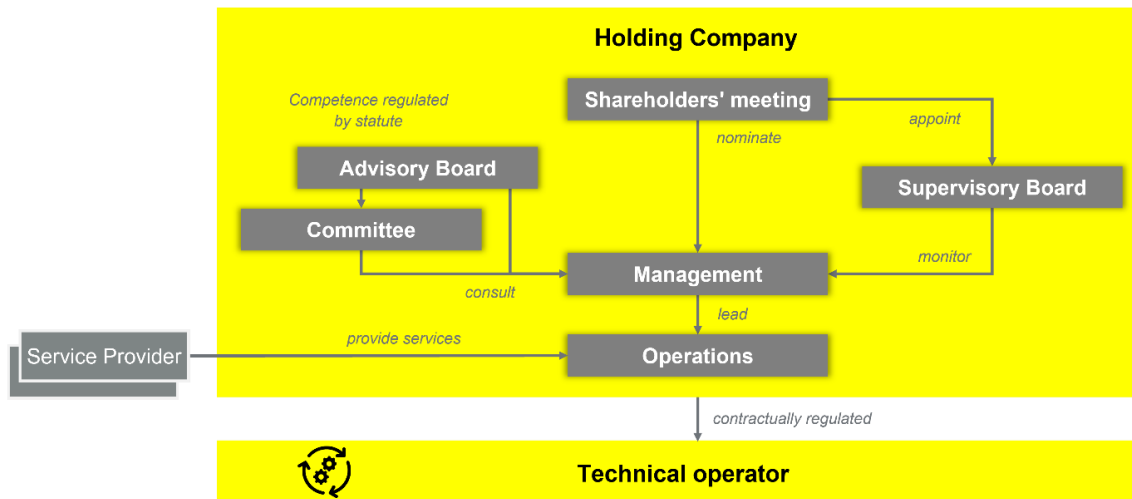 Holding Company
Shareholders' meeting
Competence regulated
by statute
nominate
appoint
Advisory Board
Supervisory Board
Committee
Management
monitor
consult
lead
Service Provider
provide services
Operations
contractually regulated
Technical operator